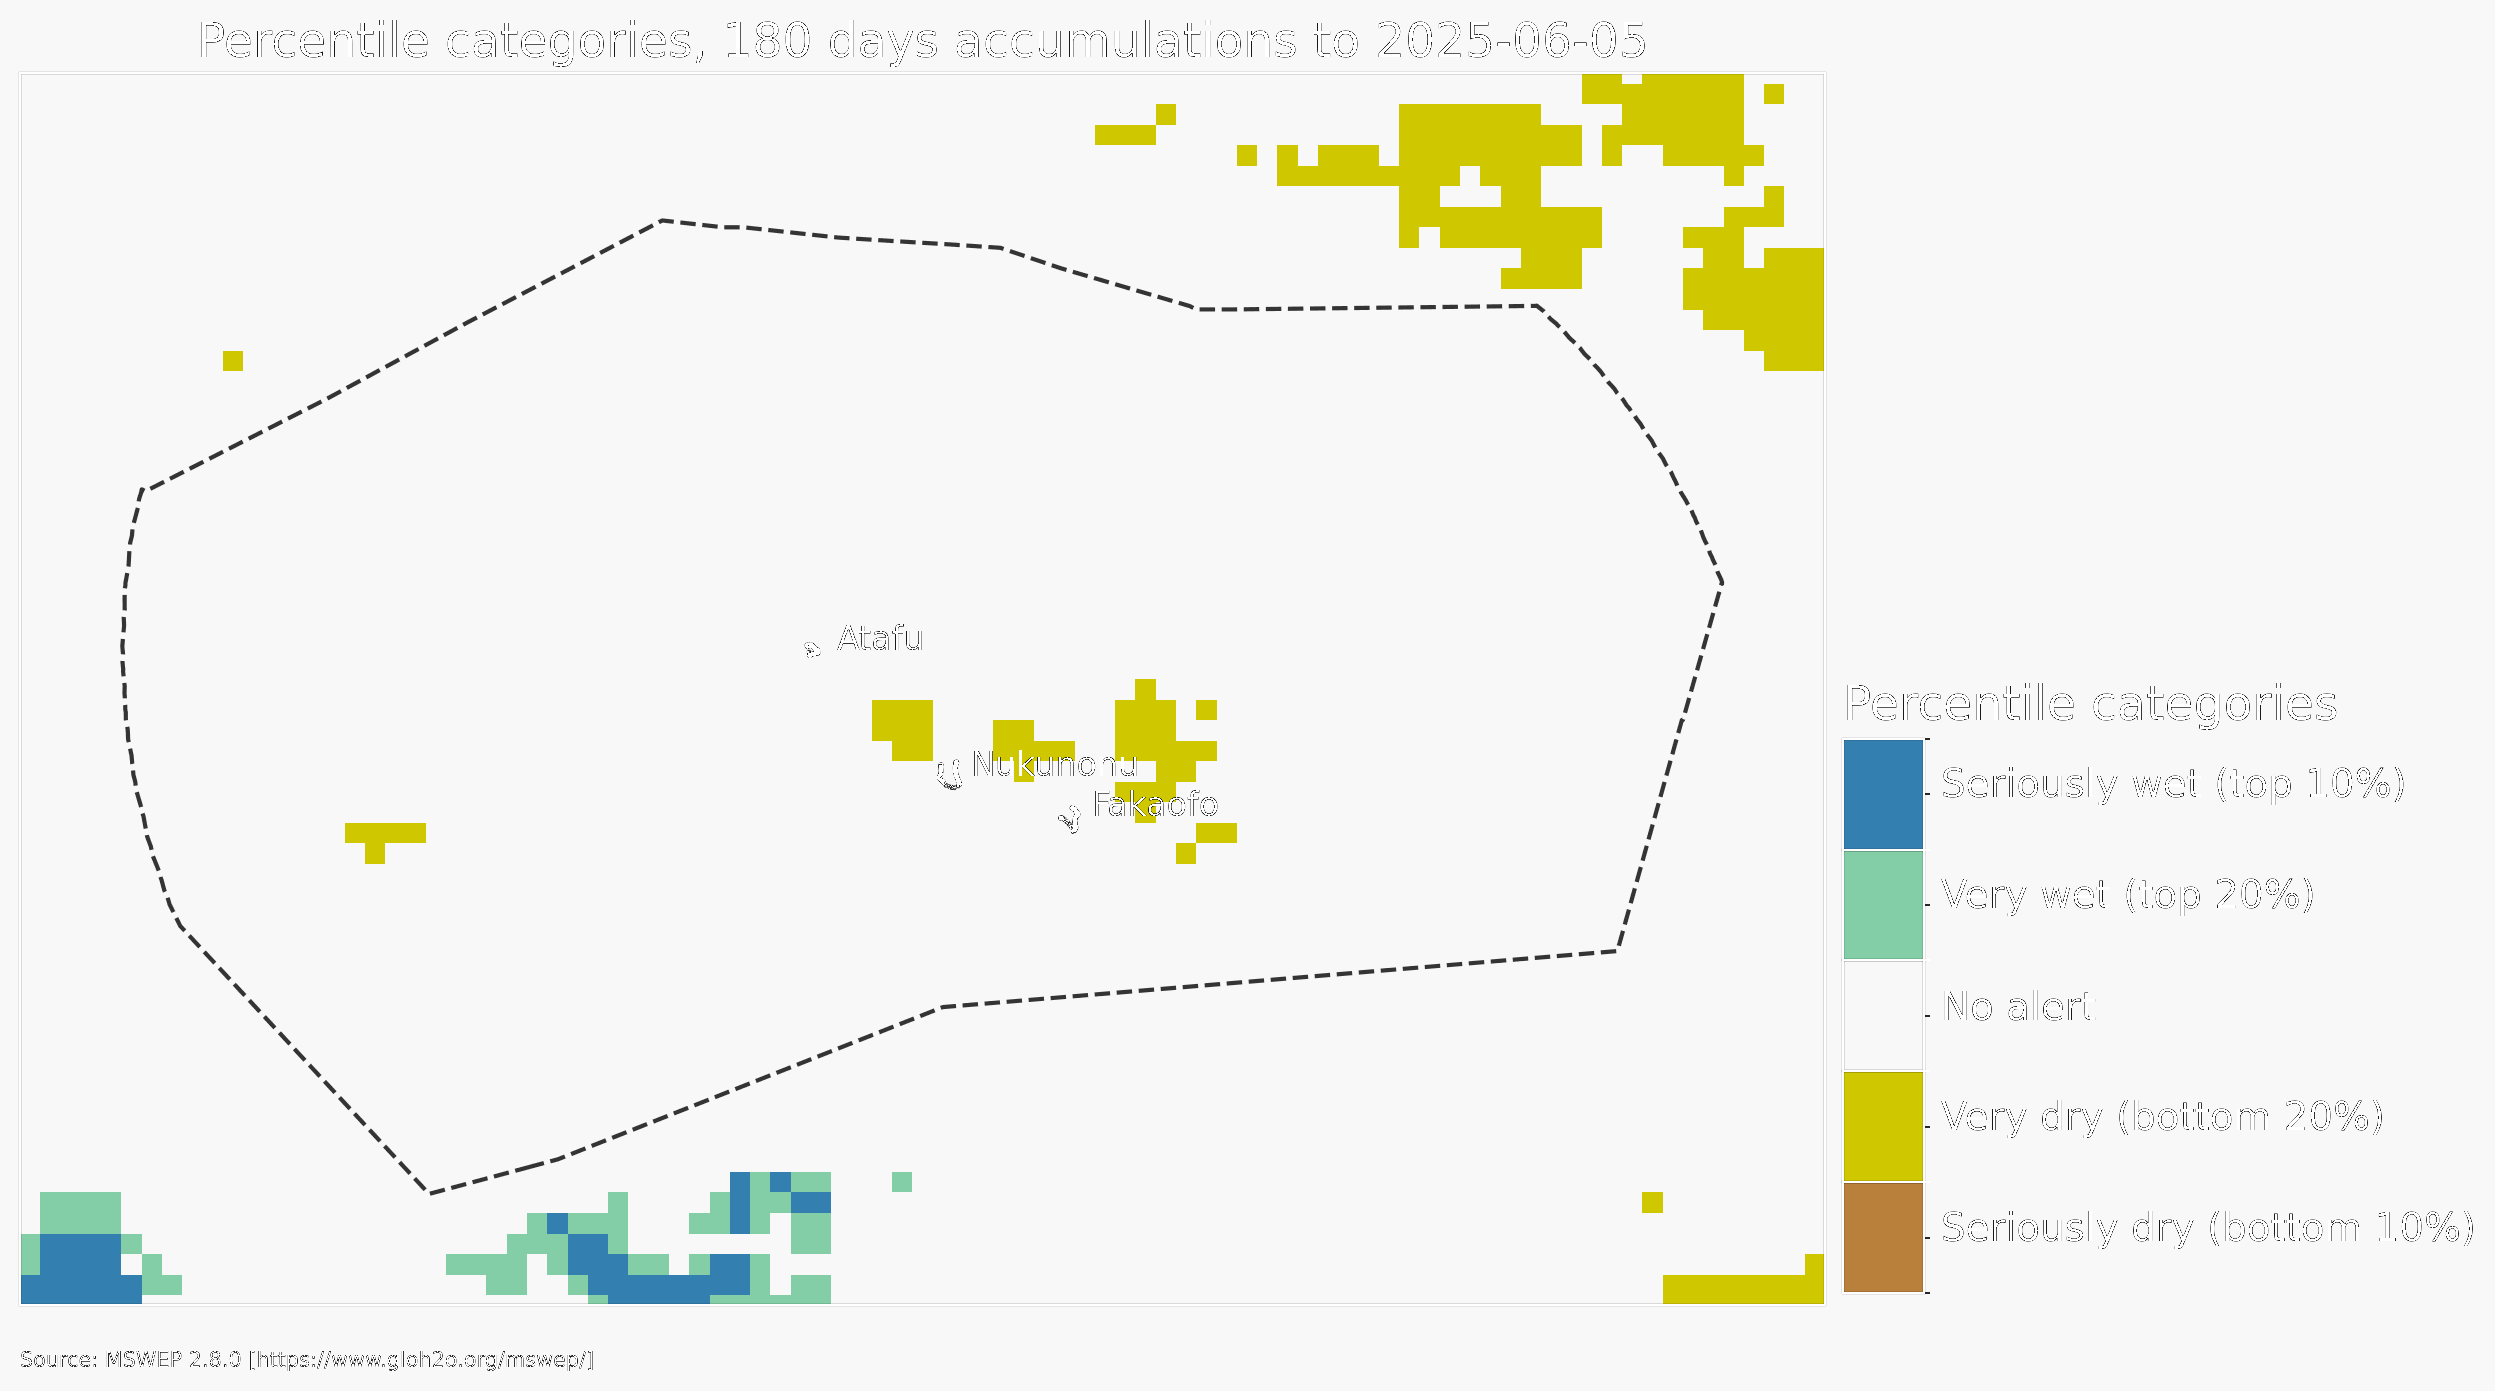 Percentile categories, 180 days accumulations to 2025-06-05
Atafu
Nukunonu
Fakaofo
Percentile categories
Seriously wet (top 10%)
Very wet (top 20%)
No alert
Very dry (bottom 20%)
Seriously dry (bottom 10%)
Source: MSWEP 2.8.0 [https://www.gloh2o.org/mswep/]